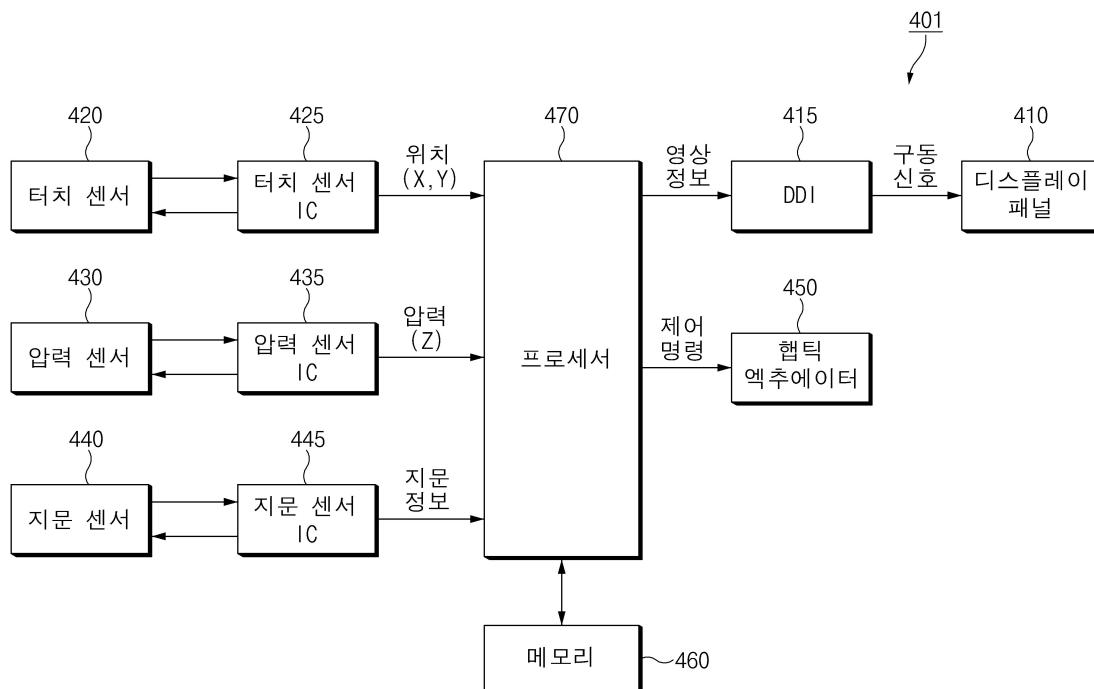 401
420
425
470
415
410
터치 센서
터치 센서
IC
위치
(X,Y)
영상
정보
DDI
구동
신호
디스플레이
패널
430
435
450
압력 센서
압력 센서
IC
압력
(Z)
프로세서
제어
명령
햅틱
엑추에이터
440
445
지문 센서
지문 센서
IC
지문
정보
메모리
460